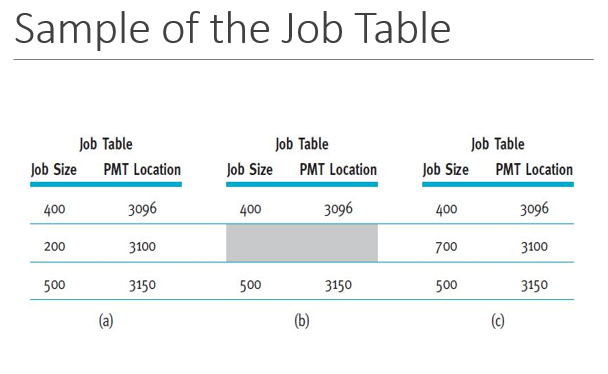 Sample of the Job Table
Job Table Job Table Job Table
Job Size PMT Location Job Size PMT Location Job Size PMT Location
400 3096 400 3096 400 3096
200 3100 700 3100
500 3150 500 3150 500 3150
(a) (b) (c)